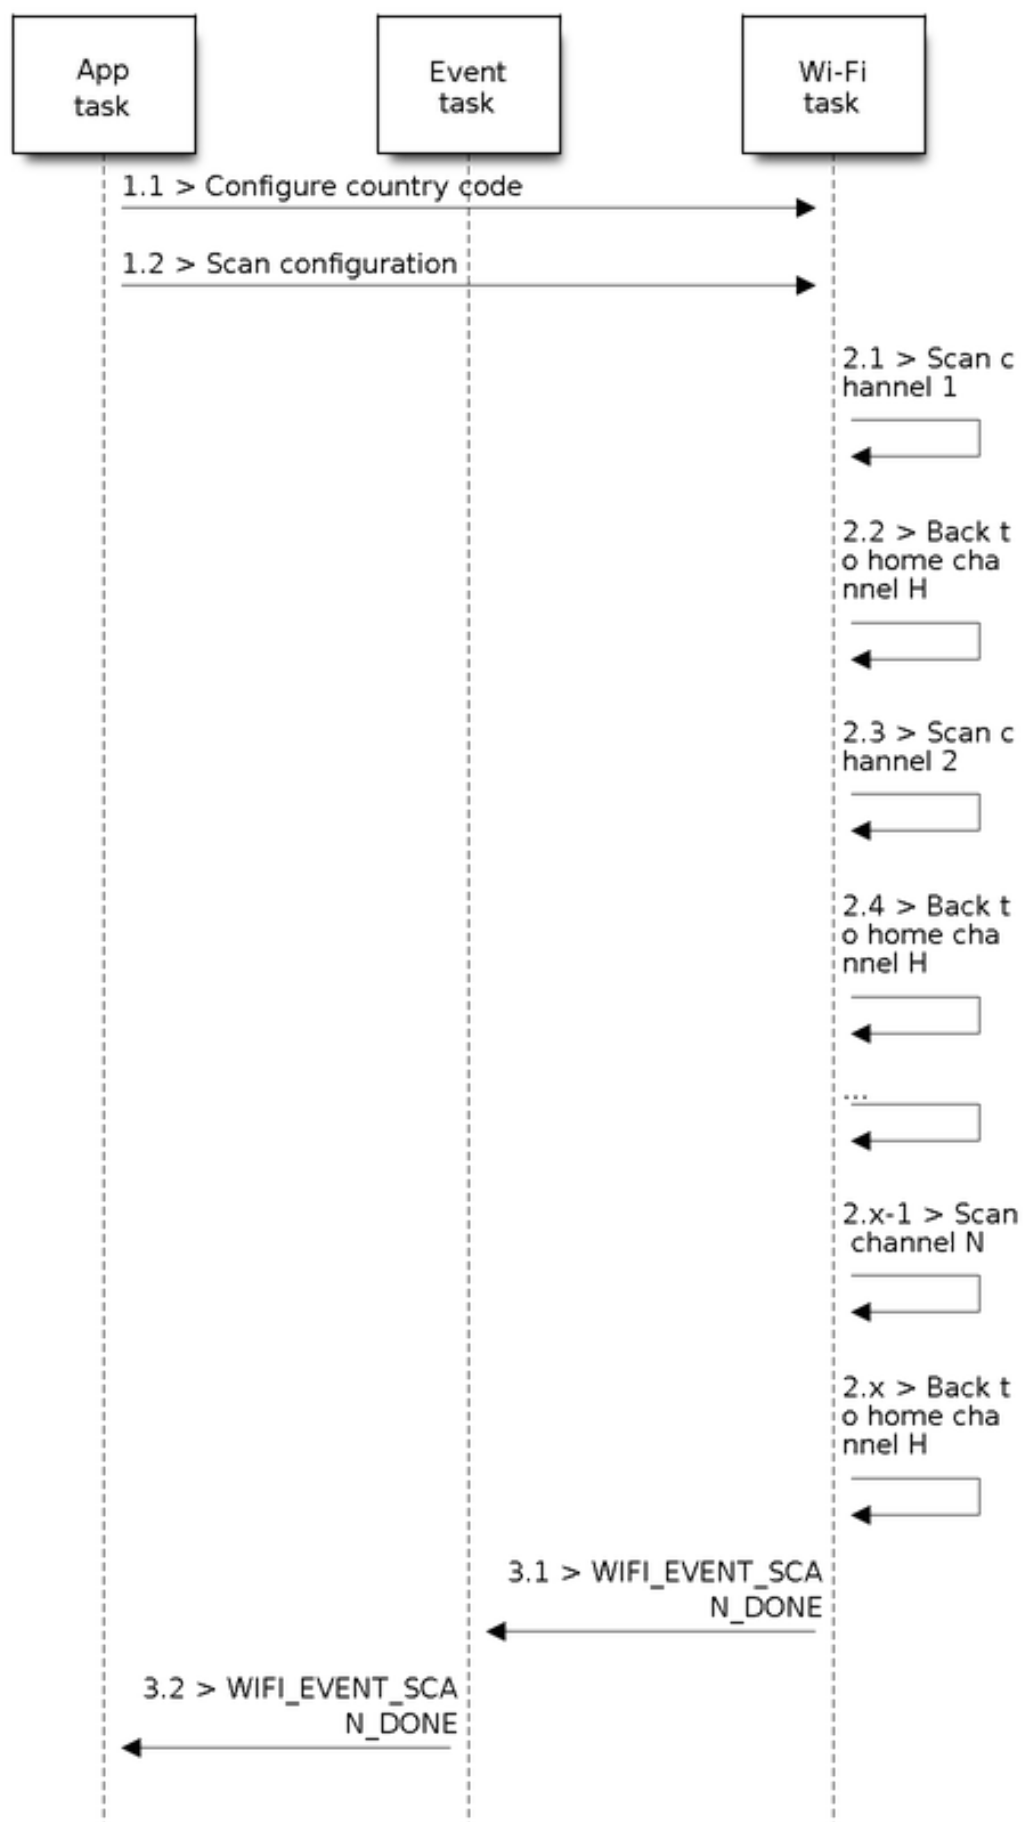 App
task
Event
task
Wi-Fi
task
1.1 > Configure country code
1.2 > Scan configuration
2.1 > Scan c
hannel 1
2.2 > Back t
o home cha
nnel H
2.3 > Scan c
hannel 2
2.4 > Back t
o home cha
nnel H
...
2.x-1 > Scan
channel N
2.x > Back t
o home cha
nnel H
3.1 > WIFI_EVENT_SCA
N_DONE
3.2 > WIFI_EVENT_SCA
N_DONE